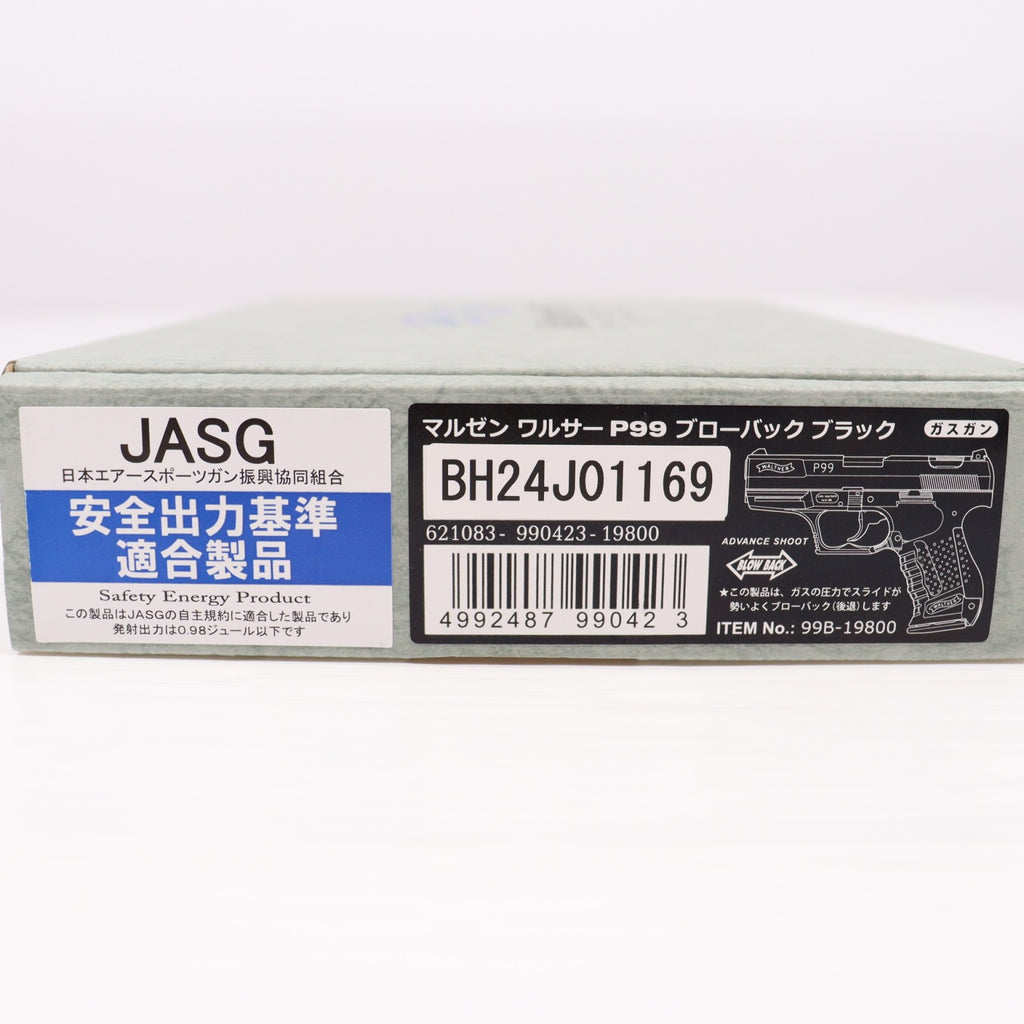 JASG
日本エアースポーツガン振興協同組合
安全出力基準
適合製品
Safety Energy Product
この製品はJASGの自主規約に適合した製品であり
発射出力は0.98ジュール以下です
マルゼン ワルサーP99 ブローバック ブラック
ガスガン
BH24J01169
621083- 990423-19800
4992487 99042 3
WALTHER
P99
ADVANCE SHOOT
BLOW BACK
★この製品は、ガスの圧力でスライドが
勢いよくブローバック(後退)します
WALTHER
ITEM No.: 99B-19800